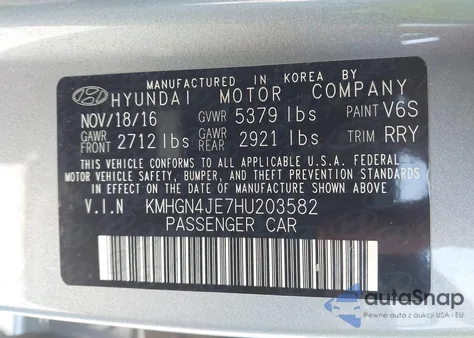 MANUFACTURED IN KOREA BY
HYUNDAI MOTOR COMPANY
NOV/18/16 GVWR 5379 lbs PAINT V6S
GAWR FRONT 2712 lbs GAWR REAR 2921 lbs TRIM RRY
THIS VEHICLE CONFORMS TO ALL APPLICABLE U.S.A. FEDERAL
MOTOR VEHICLE SAFETY, BUMPER, AND THEFT PREVENTION
STANDARDS IN EFFECT ON THE DATE OF MANUFACTURE SHOWN ABOVE.
V.I.N KMHGN4JE7HU203582
PASSENGER CAR
autoSnap
Pewne auta z aukcji USA i EU